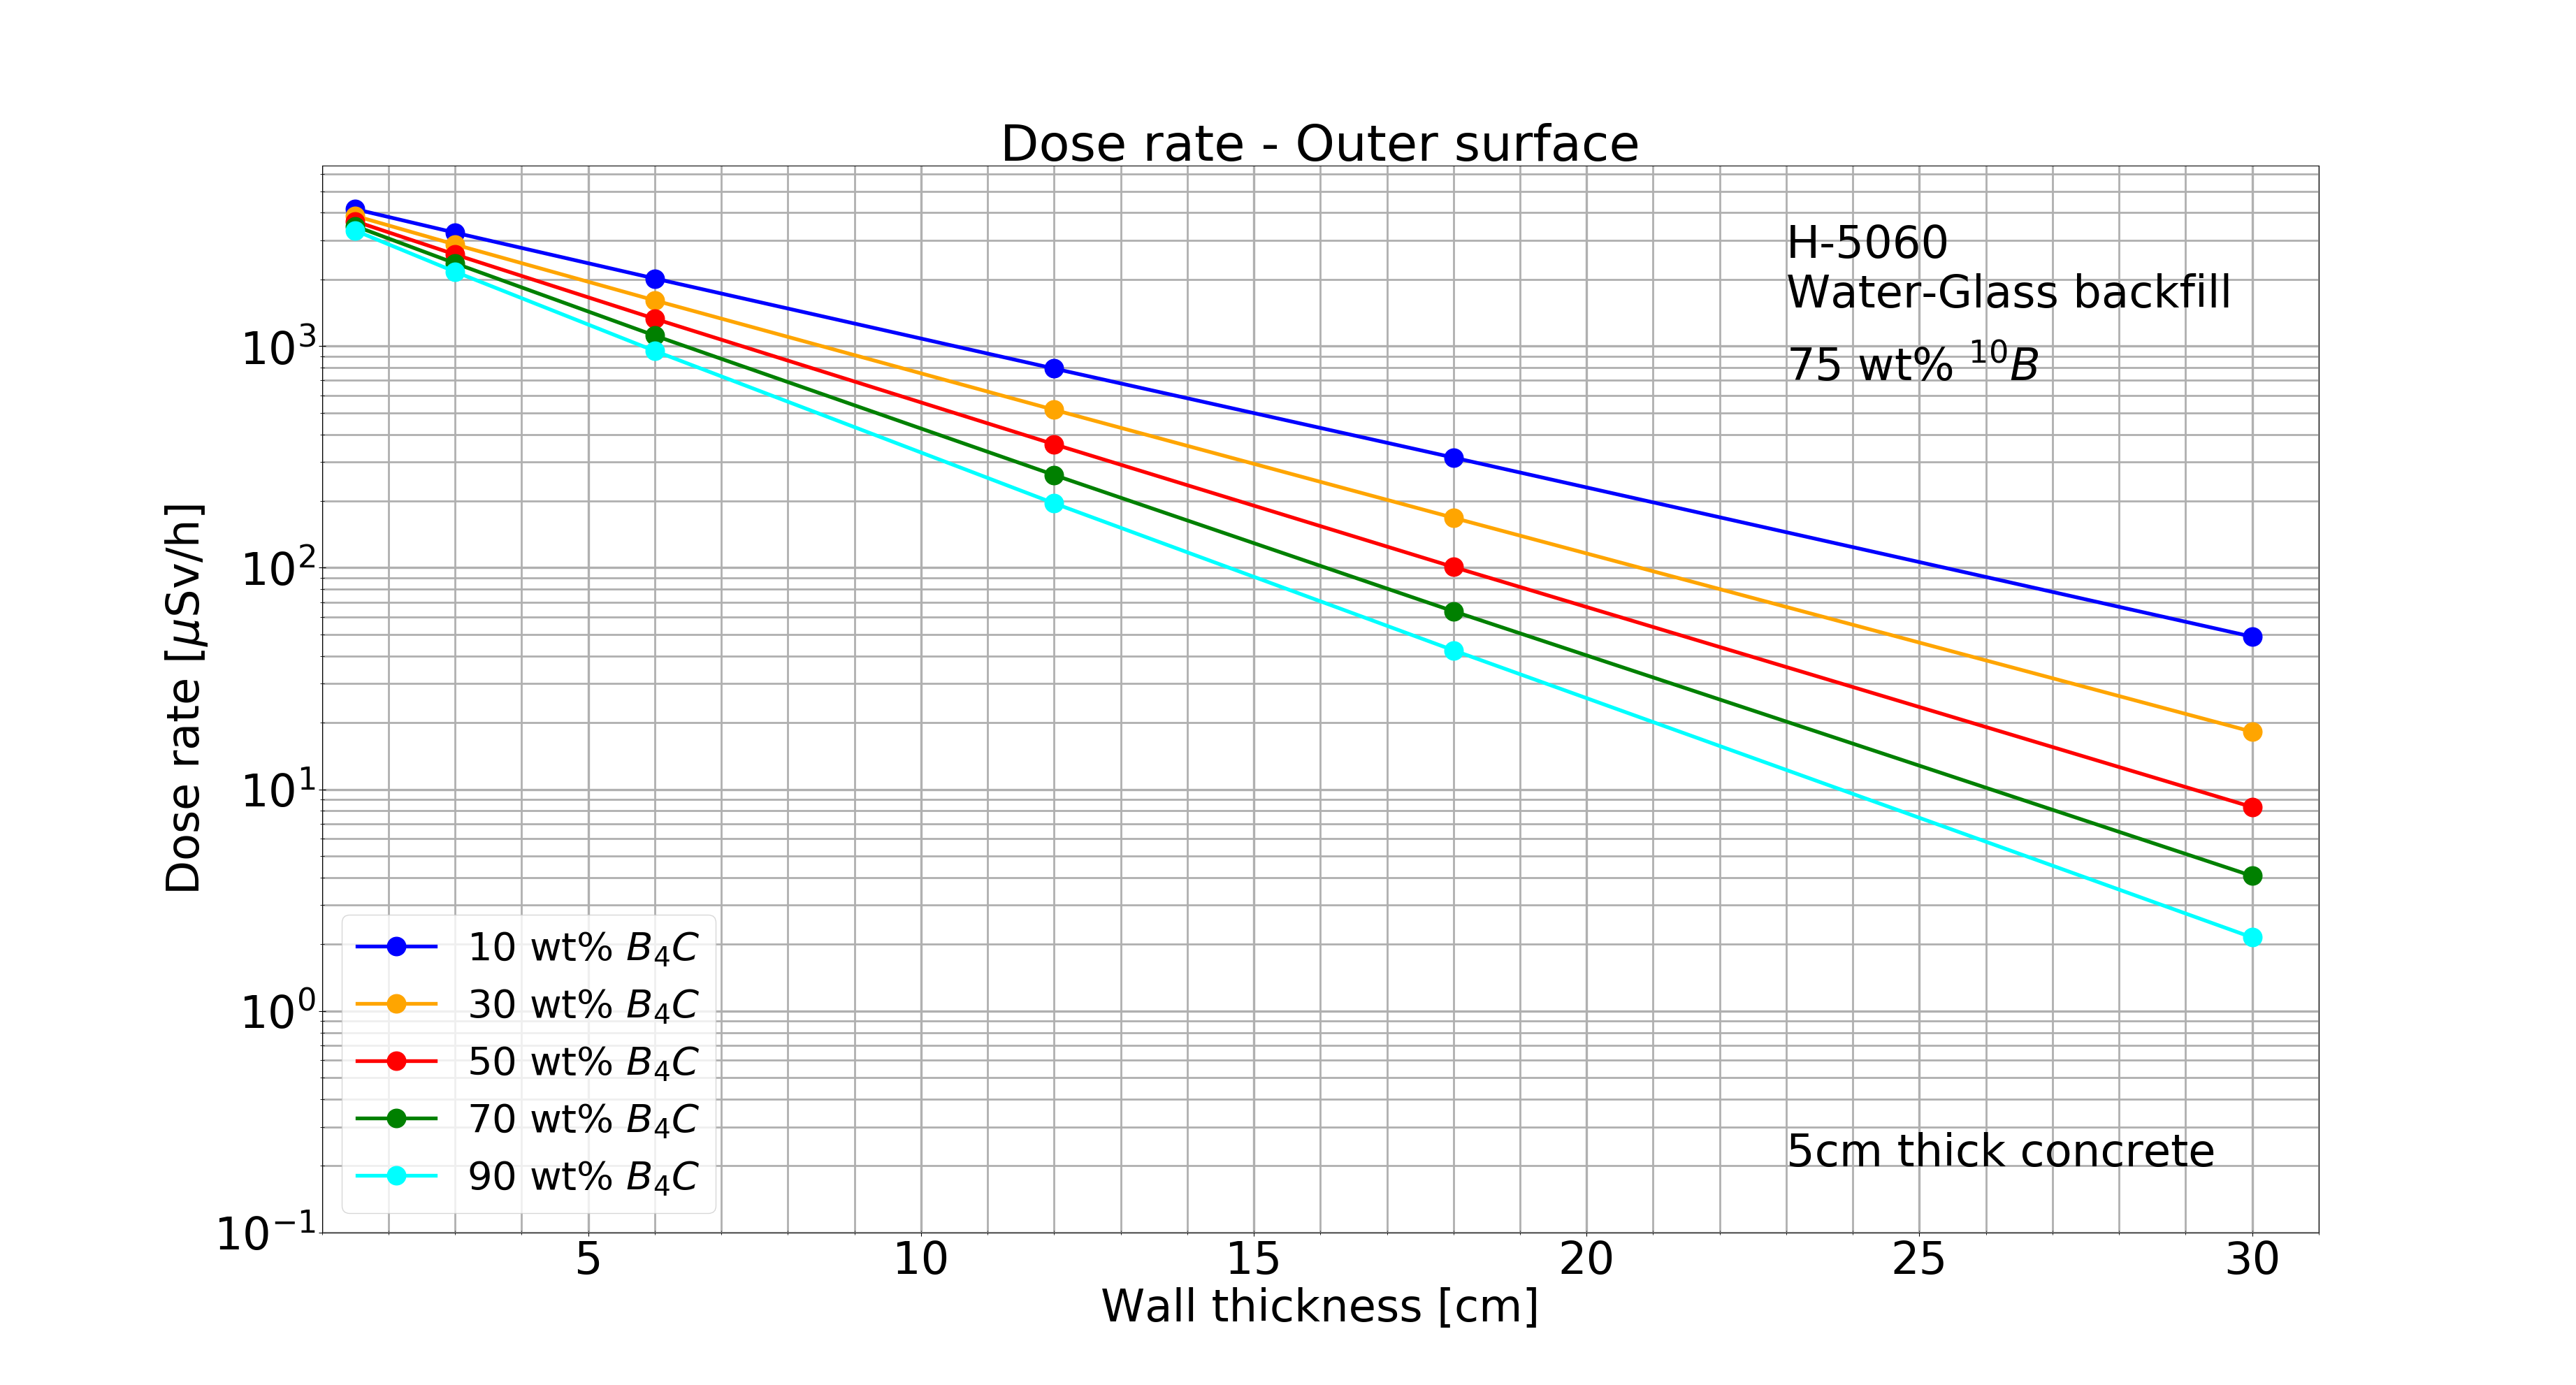 Dose rate - Outer surface
H-5060
Water-Glass backfill
75 wt% ¹⁰B
10³
10²
10¹
10⁰
10⁻¹
Dose rate [μSv/h]
10 wt% B₄C
30 wt% B₄C
50 wt% B₄C
70 wt% B₄C
90 wt% B₄C
5cm thick concrete
5 10 15 20 25 30
Wall thickness [cm]